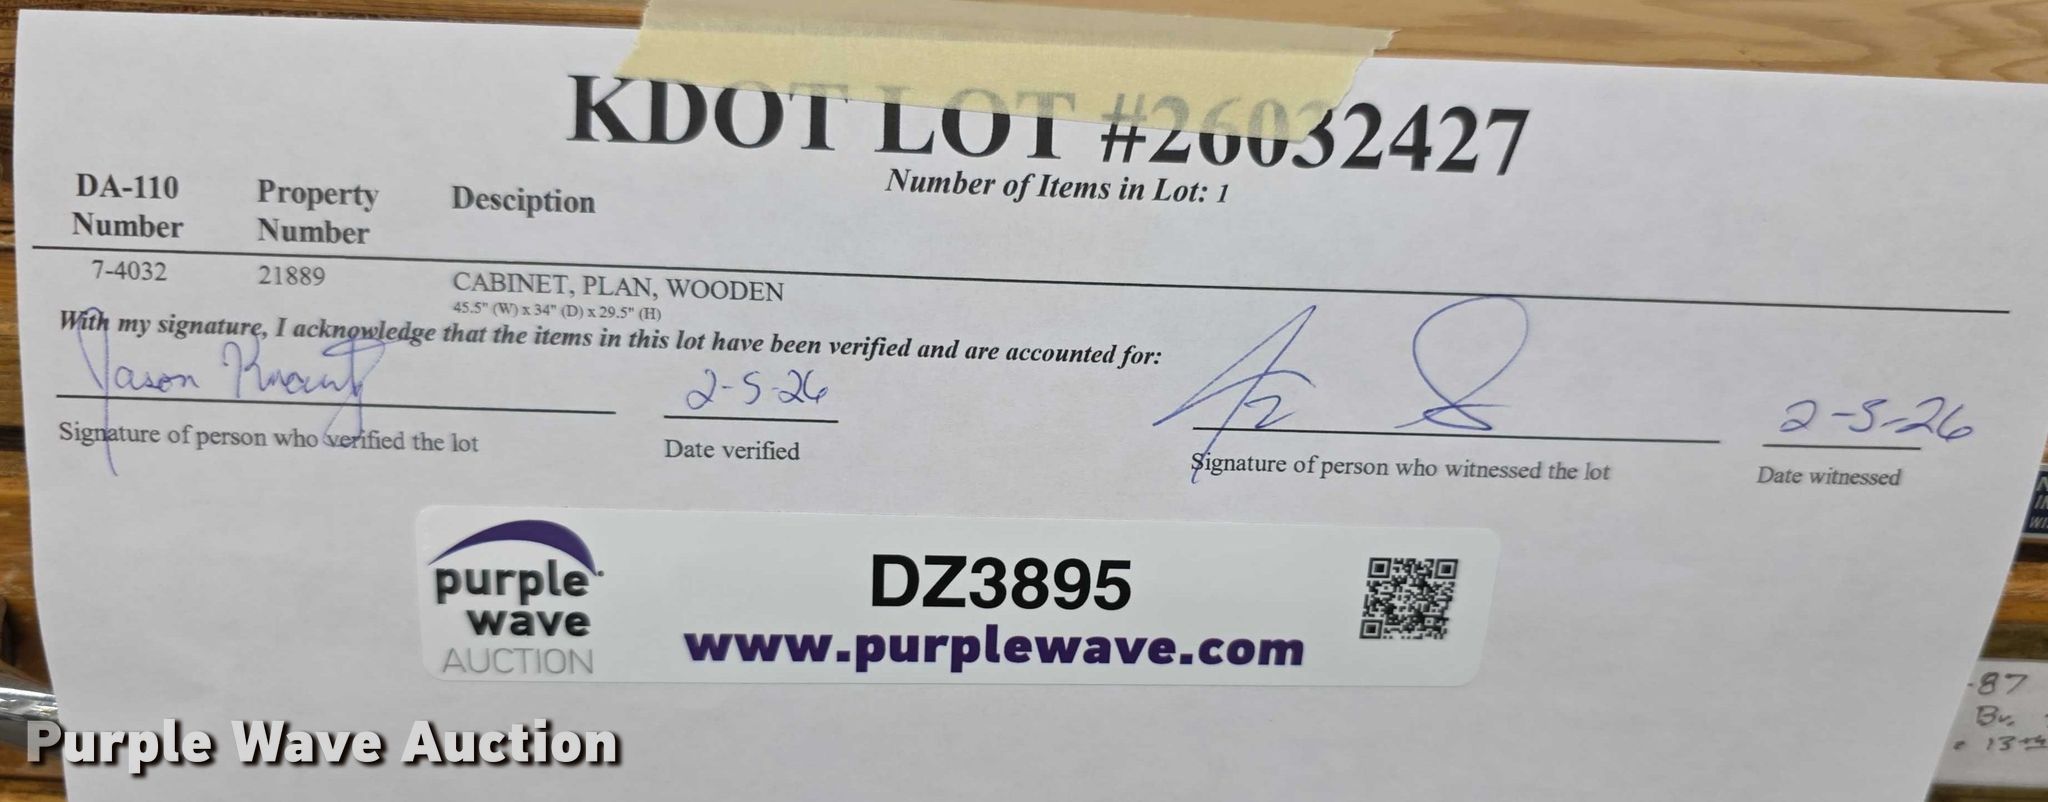 KDOT LOT #26032427
Number of Items in Lot: 1
DA-110 Number
Property Number
Desciption
7-4032
21889
CABINET, PLAN, WOODEN
45.5" (W) x 34" (D) x 29.5" (H)
With my signature, I acknowledge that the items in this lot have been verified and are accounted for:
Jason
2-5-26
2-5-26
Signature of person who verified the lot
Date verified
Signature of person who witnessed the lot
Date witnessed
purple
wave
AUCTION
DZ3895
www.purplewave.com
-87
Br.
13th
Purple Wave Auction